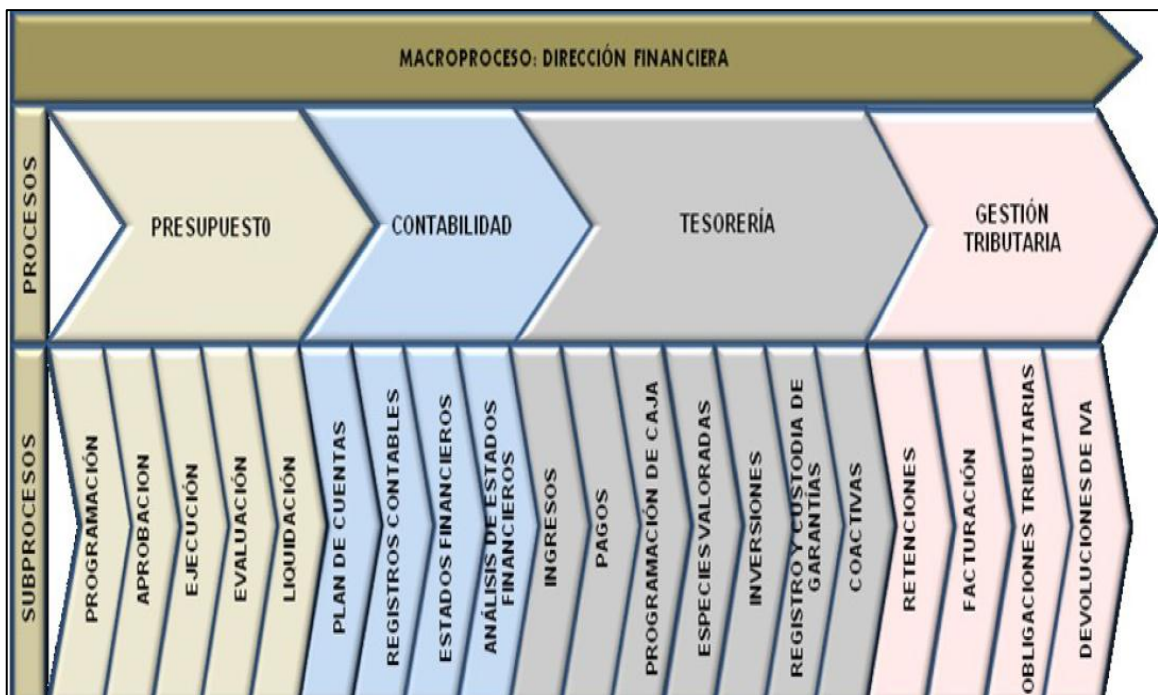 MACROPROCESO: DIRECCIÓN FINANCIERA
PROCESOS
PRESUPUESTO
CONTABILIDAD
TESORERÍA
GESTIÓN
TRIBUTARIA
SUBPROCESOS
PROGRAMACIÓN
APROBACION
EJECUCIÓN
EVALUACIÓN
LIQUIDACIÓN
PLAN DE CUENTAS
REGISTROS CONTABLES
ESTADOS FINANCIEROS
ANÁLISIS DE ESTADOS
FINANCIEROS
INGRESOS
PAGOS
PROGRAMACIÓN DE CAJA
ESPECIES VALORADAS
INVERSIONES
REGISTRO Y CUSTODIA DE
GARANTÍAS
COACTIVAS
RETENCIONES
FACTURACIÓN
OBLIGACIONES TRIBUTARIAS
DEVOLUCIONES DE IVA